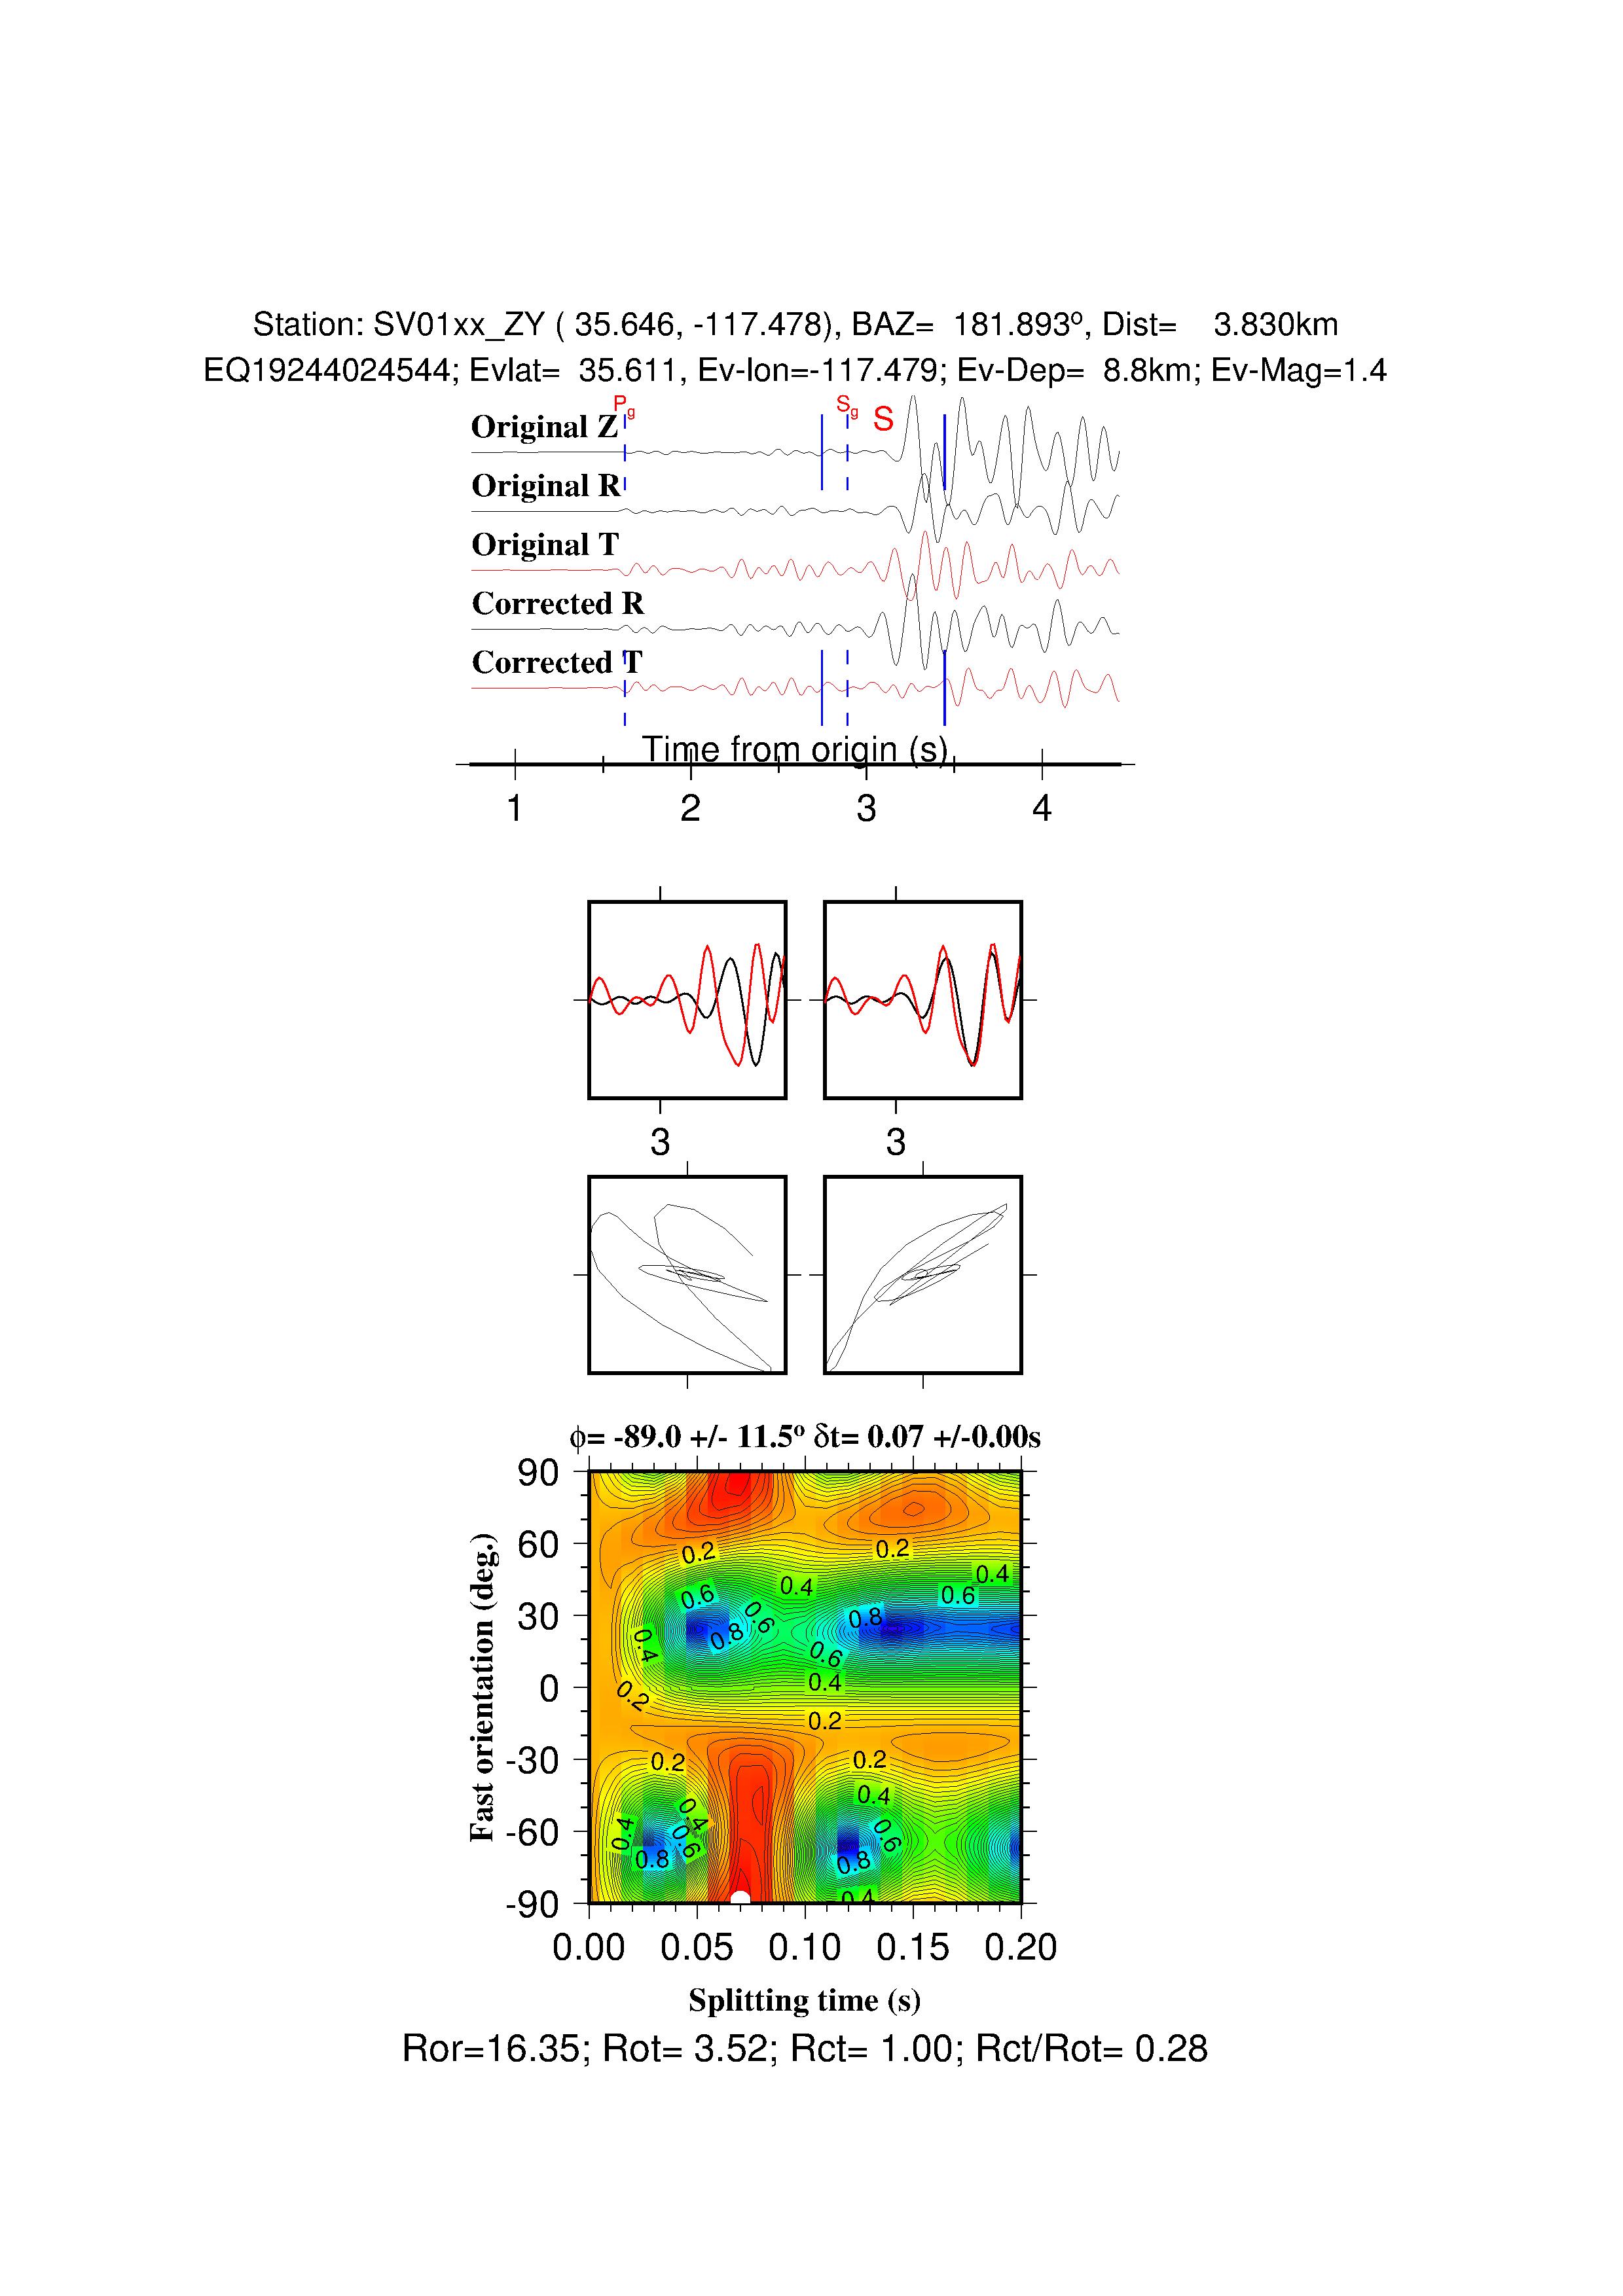 Station: SV01xx_ZY ( 35.646, -117.478), BAZ= 181.893º, Dist= 3.830km
EQ19244024544; Evlat= 35.611, Ev-lon=-117.479; Ev-Dep= 8.8km; Ev-Mag=1.4
Pg Sg S
Original Z
Original R
Original T
Corrected R
Corrected T
Time from origin (s)
1 2 3 4
3 3
ϕ= -89.0 +/- 11.5º δt= 0.07 +/-0.00s
90
60
30
0
-30
-60
-90
Fast orientation (deg.)
0.2 0.2
0.4 0.4
0.6 0.6 0.6
0.8 0.8
0.4 0.6
0.2 0.4
0.2
0.2 0.2
0.4 0.4 0.4
0.6 0.6
0.8 0.8
0.4
0.00 0.05 0.10 0.15 0.20
Splitting time (s)
Ror=16.35; Rot= 3.52; Rct= 1.00; Rct/Rot= 0.28